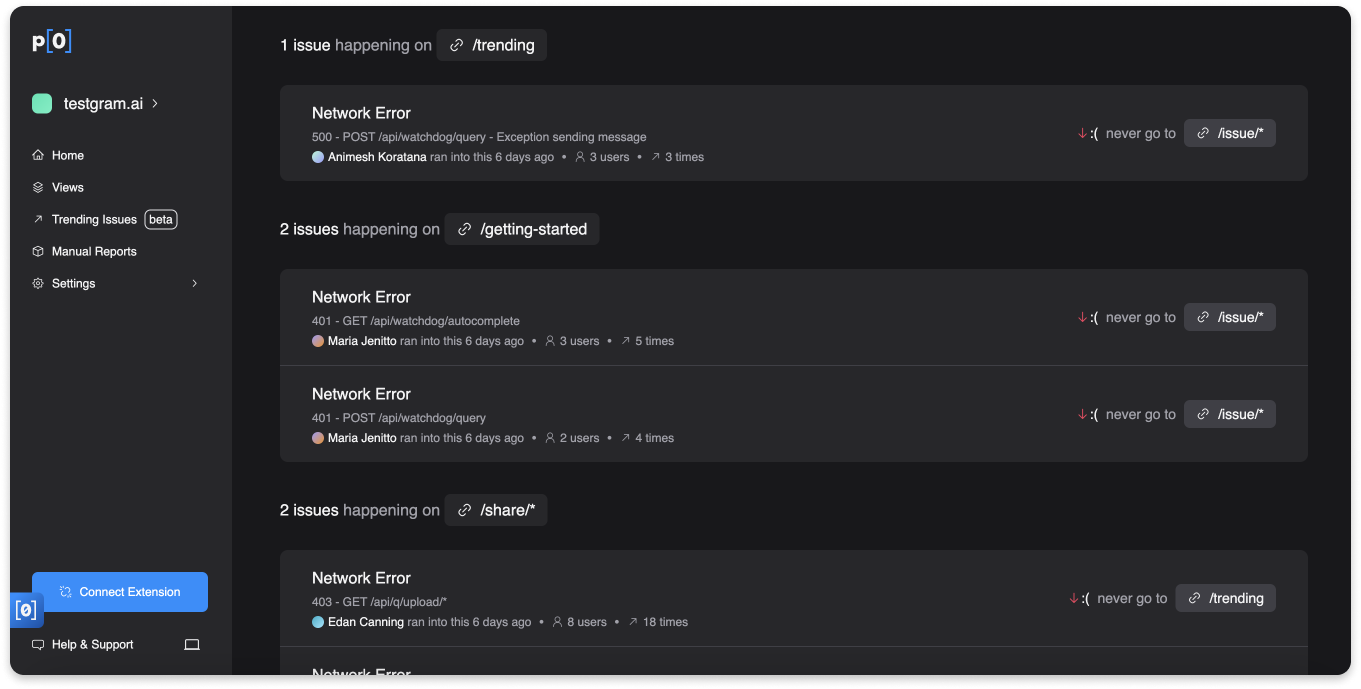 p[0]
testgram.ai
Home
Views
Trending Issues beta
Manual Reports
Settings
Connect Extension
[0]
Help & Support
1 issue happening on /trending
Network Error
500 - POST /api/watchdog/query - Exception sending message
Animesh Koratana ran into this 6 days ago • 3 users • 3 times
:( never go to /issue/*
2 issues happening on /getting-started
Network Error
401 - GET /api/watchdog/autocomplete
Maria Jenitto ran into this 6 days ago • 3 users • 5 times
:( never go to /issue/*
Network Error
401 - POST /api/watchdog/query
Maria Jenitto ran into this 6 days ago • 2 users • 4 times
:( never go to /issue/*
2 issues happening on /share/*
Network Error
403 - GET /api/q/upload/*
Edan Canning ran into this 6 days ago • 8 users • 18 times
:( never go to /trending
Network Error